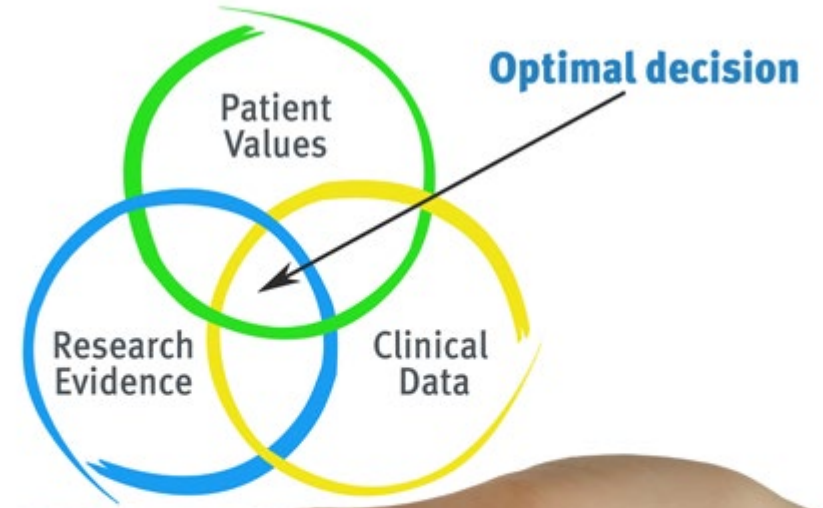 Optimal decision
Patient
Values
Research
Evidence
Clinical
Data